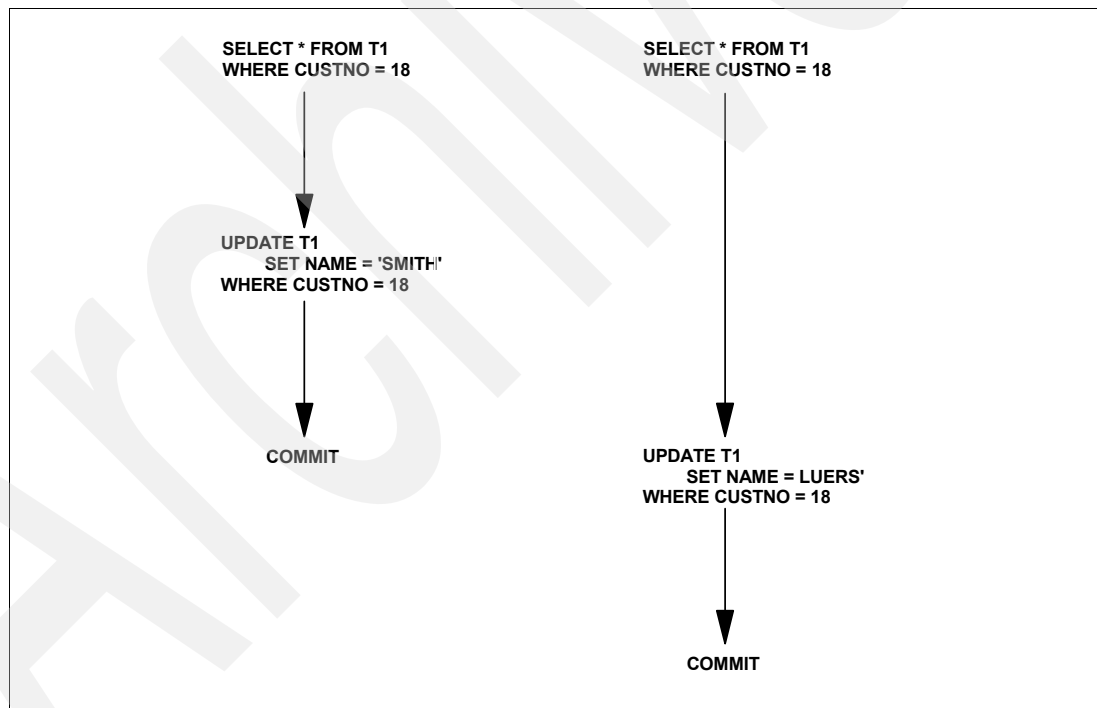 SELECT * FROM T1
WHERE CUSTNO = 18
UPDATE T1
SET NAME = 'SMITH'
WHERE CUSTNO = 18
COMMIT
SELECT * FROM T1
WHERE CUSTNO = 18
UPDATE T1
SET NAME = LUERS'
WHERE CUSTNO = 18
COMMIT